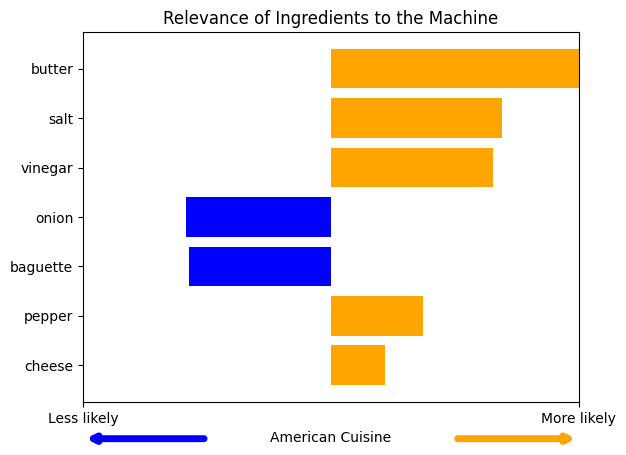 Relevance of Ingredients to the Machine
butter
salt
vinegar
onion
baguette
pepper
cheese
Less likely
More likely
American Cuisine